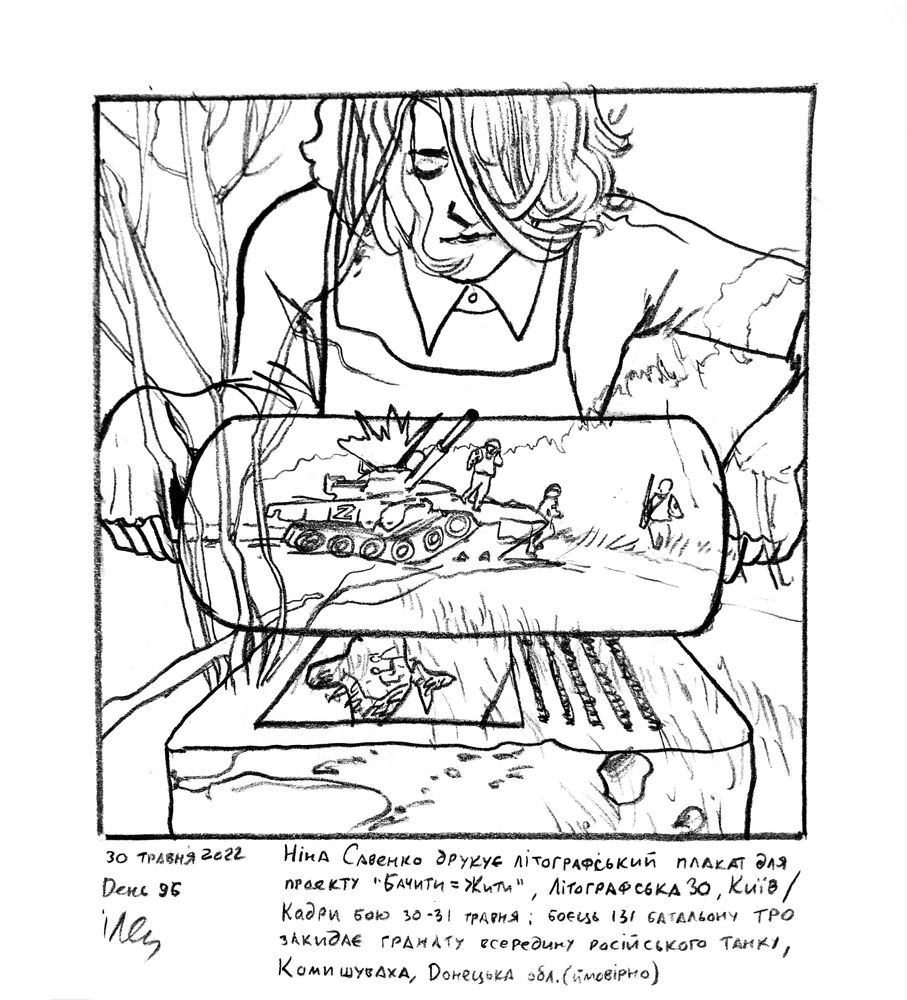 Z
30 травня 2022
День 96
Ніна Савенко друкує літографський плакат для
проєкту "Бачити = Жити", Літографська 30, Київ /
Кадри бою 30-31 травня; боєць 131 батальону ТРО
закидає гранату всередину російського танку,
Комишуваха, Донецька обл. (ймовірно)